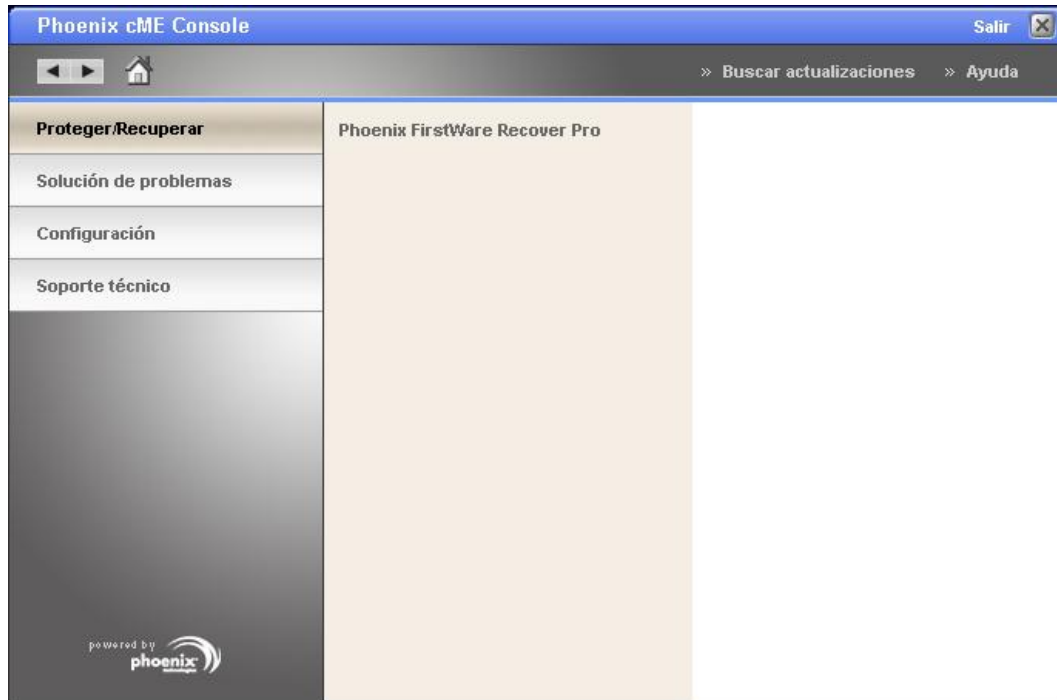 Phoenix cME Console
Salir
» Buscar actualizaciones » Ayuda
Proteger/Recuperar
Phoenix FirstWare Recover Pro
Solución de problemas
Configuración
Soporte técnico
powered by
phoenix